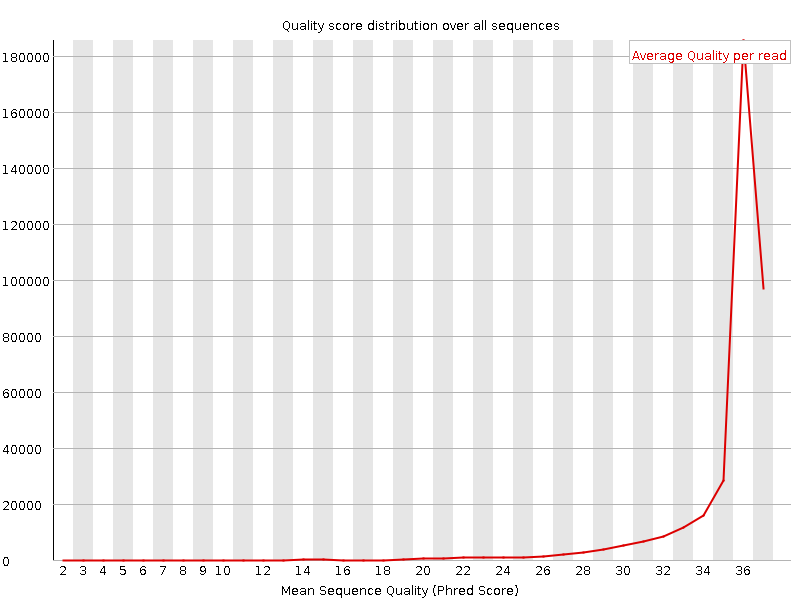 Quality score distribution over all sequences
Average Quality per read
180000
160000
140000
120000
100000
80000
60000
40000
20000
0
2 3 4 5 6 7 8 9 10 12 14 16 18 20 22 24 26 28 30 32 34 36
Mean Sequence Quality (Phred Score)